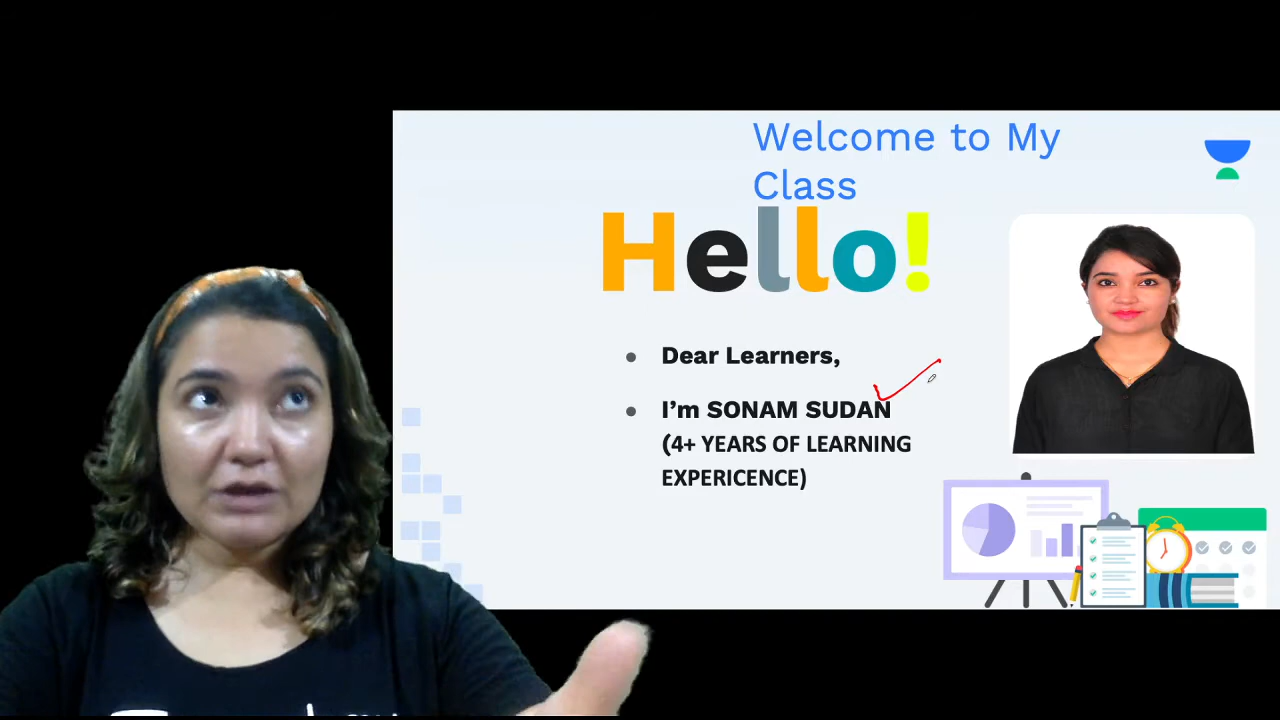 Welcome to My
Class
Hello!
Dear Learners,
I'm SONAM SUDAN
(4+ YEARS OF LEARNING
EXPERICENCE)